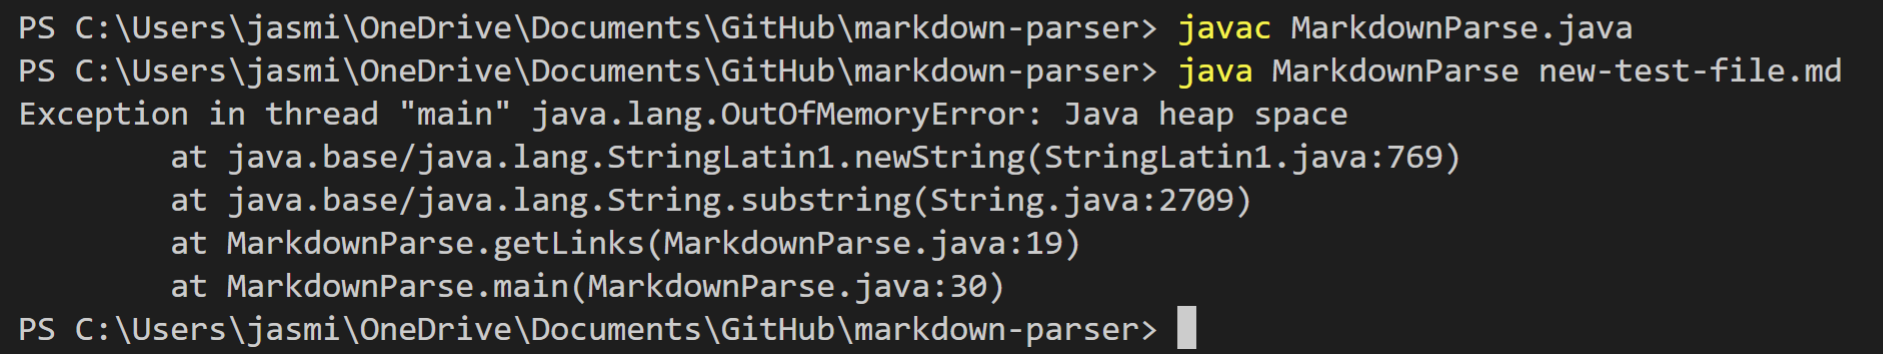 PS C:\Users\jasmi\OneDrive\Documents\GitHub\markdown-parser> javac MarkdownParse.java
PS C:\Users\jasmi\OneDrive\Documents\GitHub\markdown-parser> java MarkdownParse new-test-file.md
Exception in thread "main" java.lang.OutOfMemoryError: Java heap space
        at java.base/java.lang.StringLatin1.newString(StringLatin1.java:769)
        at java.base/java.lang.String.substring(String.java:2709)
        at MarkdownParse.getLinks(MarkdownParse.java:19)
        at MarkdownParse.main(MarkdownParse.java:30)
PS C:\Users\jasmi\OneDrive\Documents\GitHub\markdown-parser>